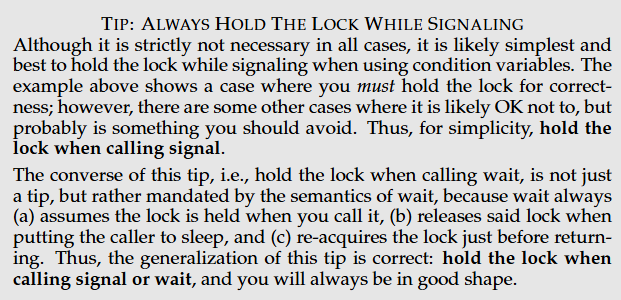 TIP: ALWAYS HOLD THE LOCK WHILE SIGNALING
Although it is strictly not necessary in all cases, it is likely simplest and
best to hold the lock while signaling when using condition variables. The
example above shows a case where you must hold the lock for correct-
ness; however, there are some other cases where it is likely OK not to, but
probably is something you should avoid. Thus, for simplicity, hold the
lock when calling signal.
The converse of this tip, i.e., hold the lock when calling wait, is not just
a tip, but rather mandated by the semantics of wait, because wait always
(a) assumes the lock is held when you call it, (b) releases said lock when
putting the caller to sleep, and (c) re-acquires the lock just before return-
ing. Thus, the generalization of this tip is correct: hold the lock when
calling signal or wait, and you will always be in good shape.